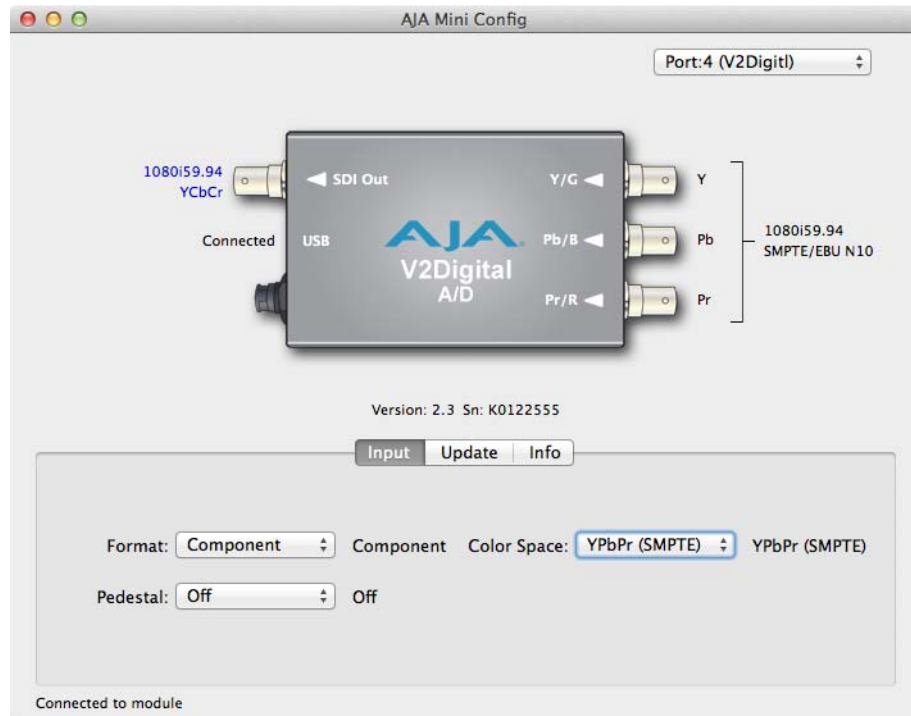 AJA Mini Config
Port:4 (V2Digitl)
1080i59.94
YCbCr
SDI Out
Y/G
Y
Connected
USB
AJA
Pb/B
Pb
1080i59.94
SMPTE/EBU N10
V2Digital
A/D
Pr/R
Pr
Version: 2.3 Sn: K0122555
Input Update Info
Format: Component Component Color Space: YPbPr (SMPTE) YPbPr (SMPTE)
Pedestal: Off Off
Connected to module